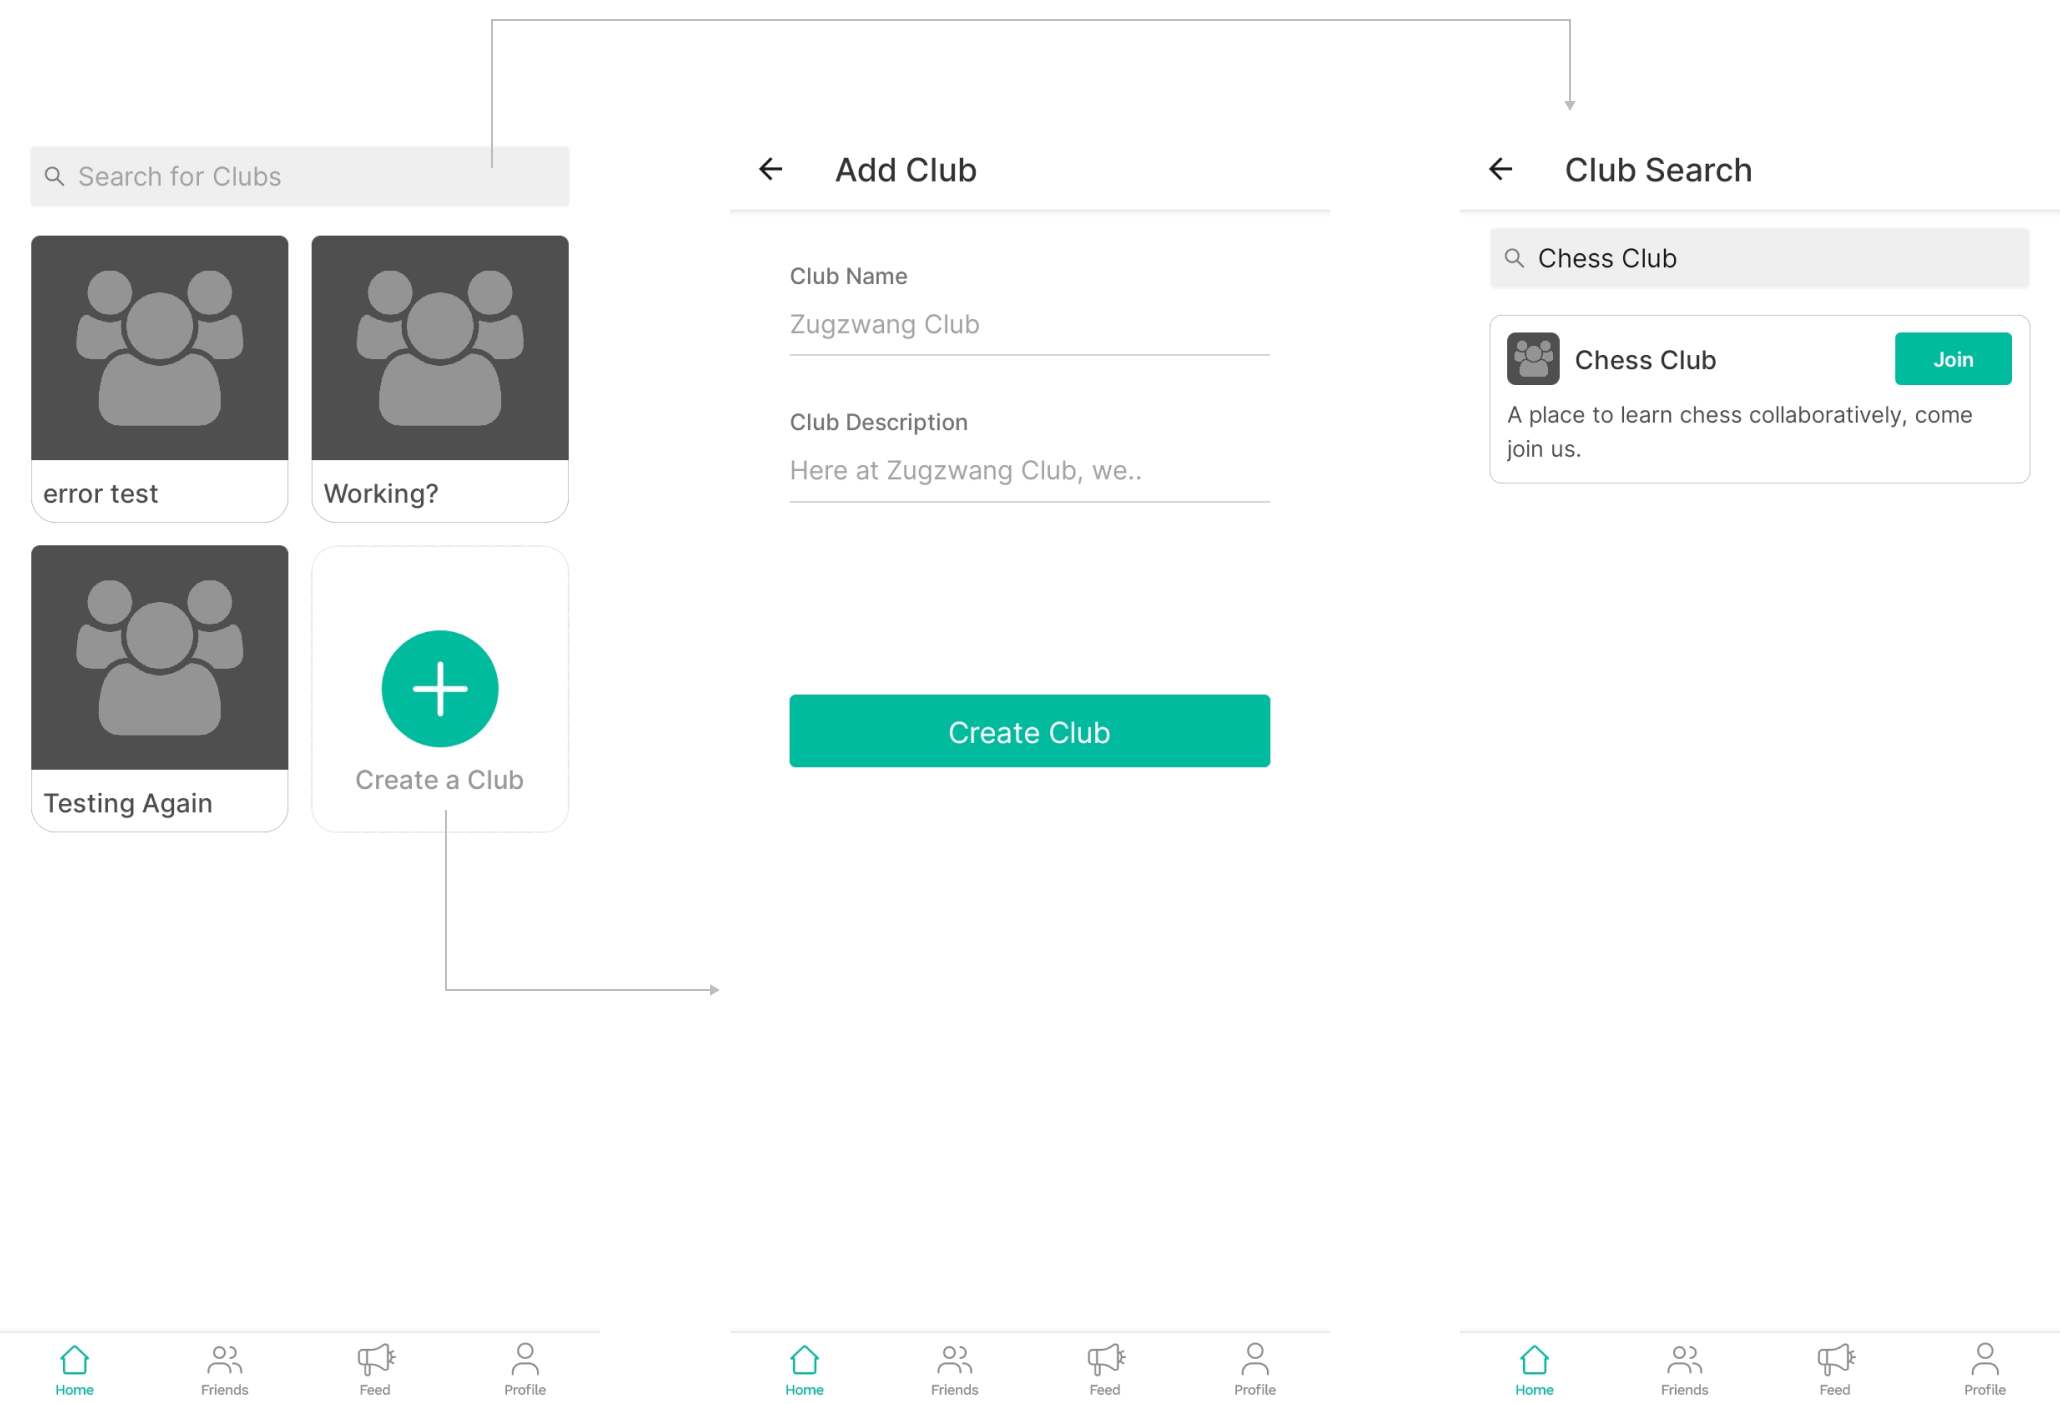 Search for Clubs
error test
Working?
Testing Again
Create a Club
Home
Friends
Feed
Profile
Add Club
Club Name
Zugzwang Club
Club Description
Here at Zugzwang Club, we..
Create Club
Home
Friends
Feed
Profile
Club Search
Chess Club
Chess Club
Join
A place to learn chess collaboratively, come
join us.
Home
Friends
Feed
Profile